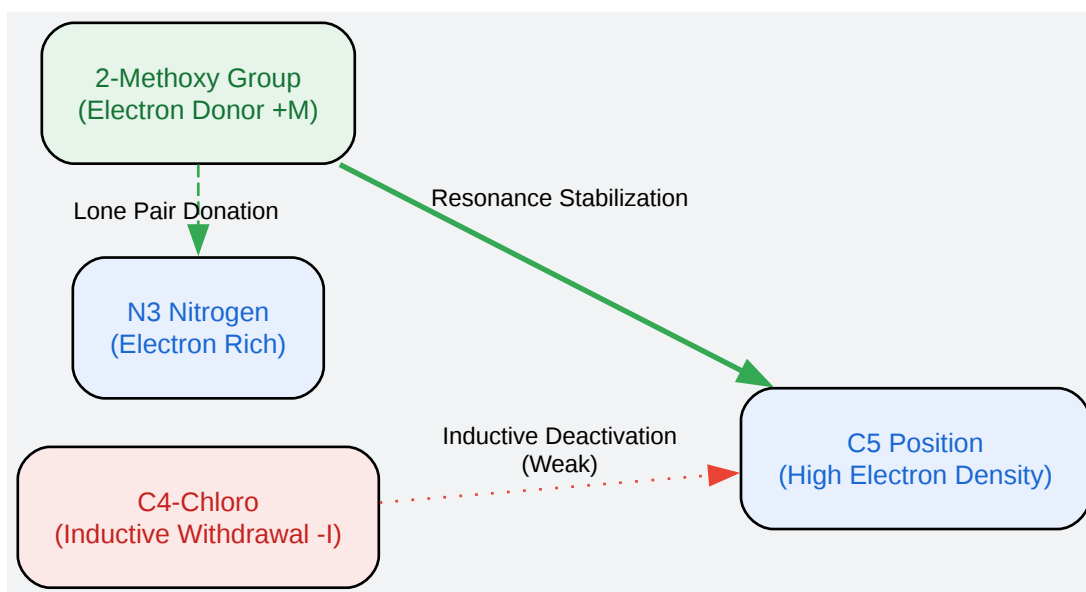 2-Methoxy Group
(Electron Donor +M)
Lone Pair Donation
Resonance Stabilization
N3 Nitrogen
(Electron Rich)
Inductive Deactivation
(Weak)
C5 Position
(High Electron Density)
C4-Chloro
(Inductive Withdrawal -I)